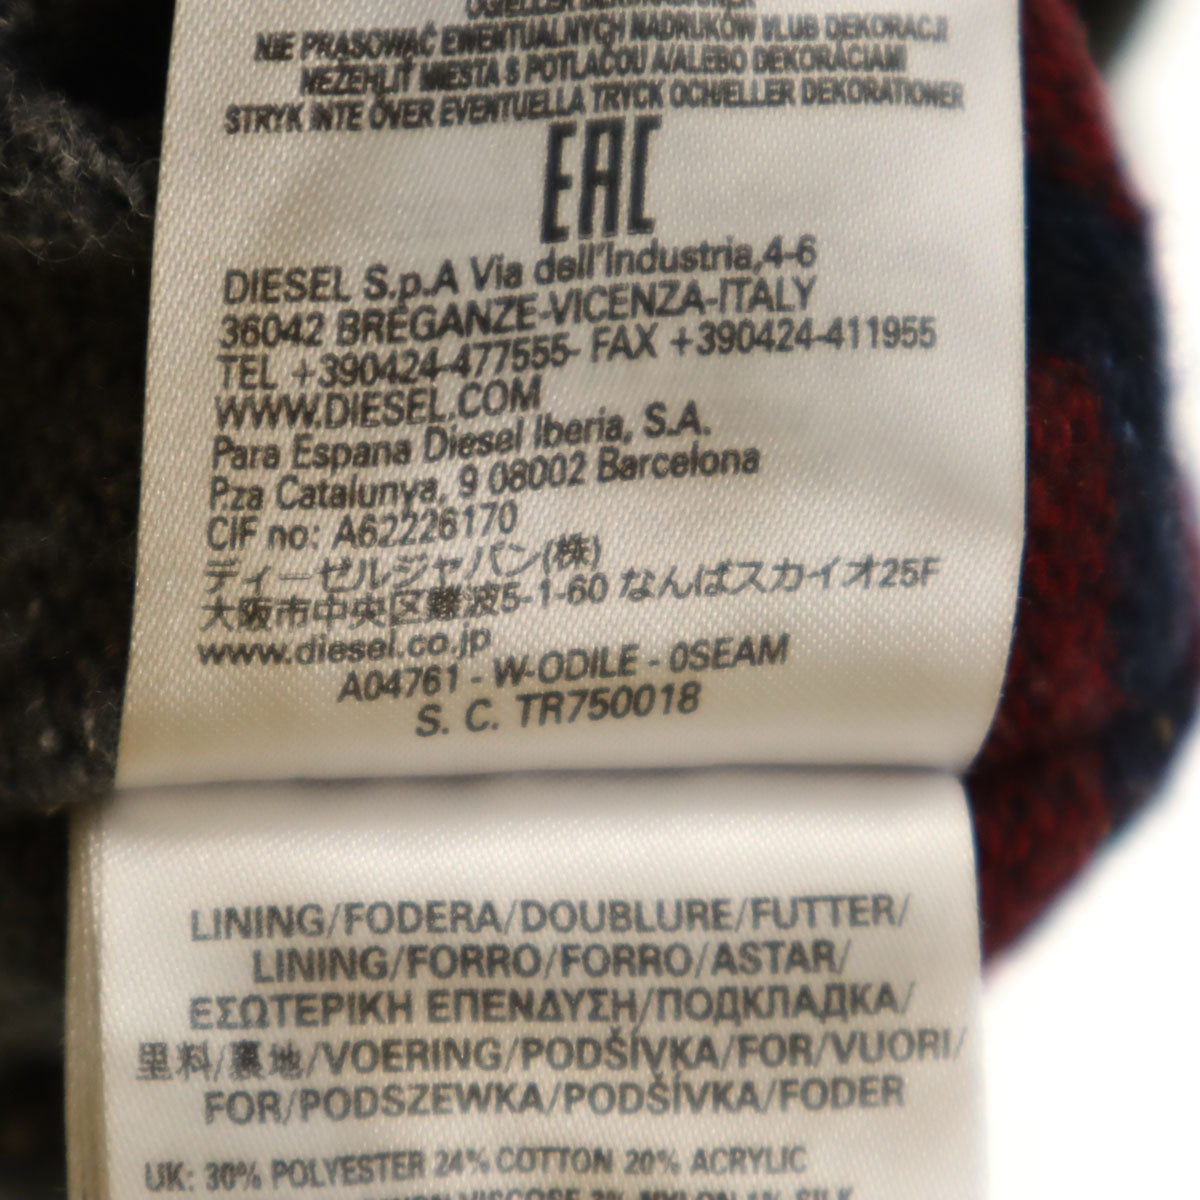 NIE PRASOWAĆ EWENTUALNYCH NADRUKÓW I/LUB DEKORACJI
NEŽEHLIŤ MIESTA S POTLAČOU A/ALEBO DEKORÁCIAMI
STRYK INTE ÖVER EVENTUELLA TRYCK OCH/ELLER DEKORATIONER
EAC
DIESEL S.p.A Via dell'Industria,4-6
36042 BREGANZE-VICENZA-ITALY
TEL +390424-477555- FAX +390424-411955
WWW.DIESEL.COM
Para Espana Diesel Iberia, S.A.
P.za Catalunya, 9 08002 Barcelona
CIF no: A62226170
ディーゼルジャパン(株)
大阪市中央区難波5-1-60 なんばスカイオ25F
www.diesel.co.jp
A04761 - W-ODILE - 0SEAM
S. C. TR750018
LINING/FODERA/DOUBLURE/FUTTER/
LINING/FORRO/FORRO/ASTAR/
ΕΣΩΤΕΡΙΚΗ ΕΠΕΝΔΥΣΗ/ПОДКЛАДКА/
里料/裏地/VOERING/PODŠÍVKA/FOR/VUORI/
FOR/PODSZEWKA/PODŠÍVKA/FODER
UK: 30% POLYESTER 24% COTTON 20% ACRYLIC
VISCOSE 3% NYLON 1% SILK